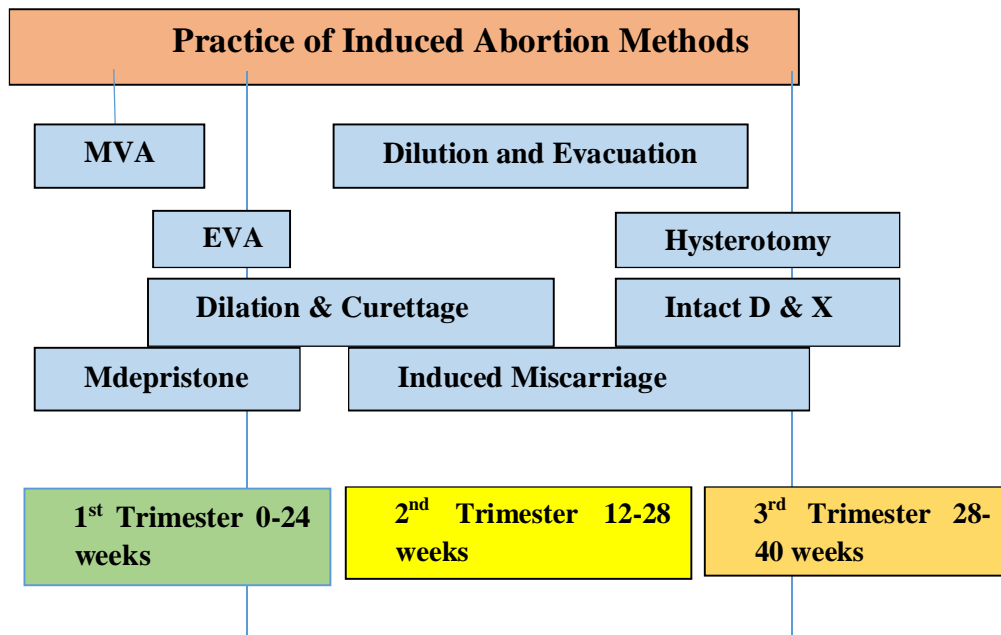 Practice of Induced Abortion Methods
MVA
Dilution and Evacuation
EVA
Hysterotomy
Dilation & Curettage
Intact D & X
Mdepristone
Induced Miscarriage
1st Trimester 0-24
weeks
2nd Trimester 12-28
weeks
3rd Trimester 28-
40 weeks